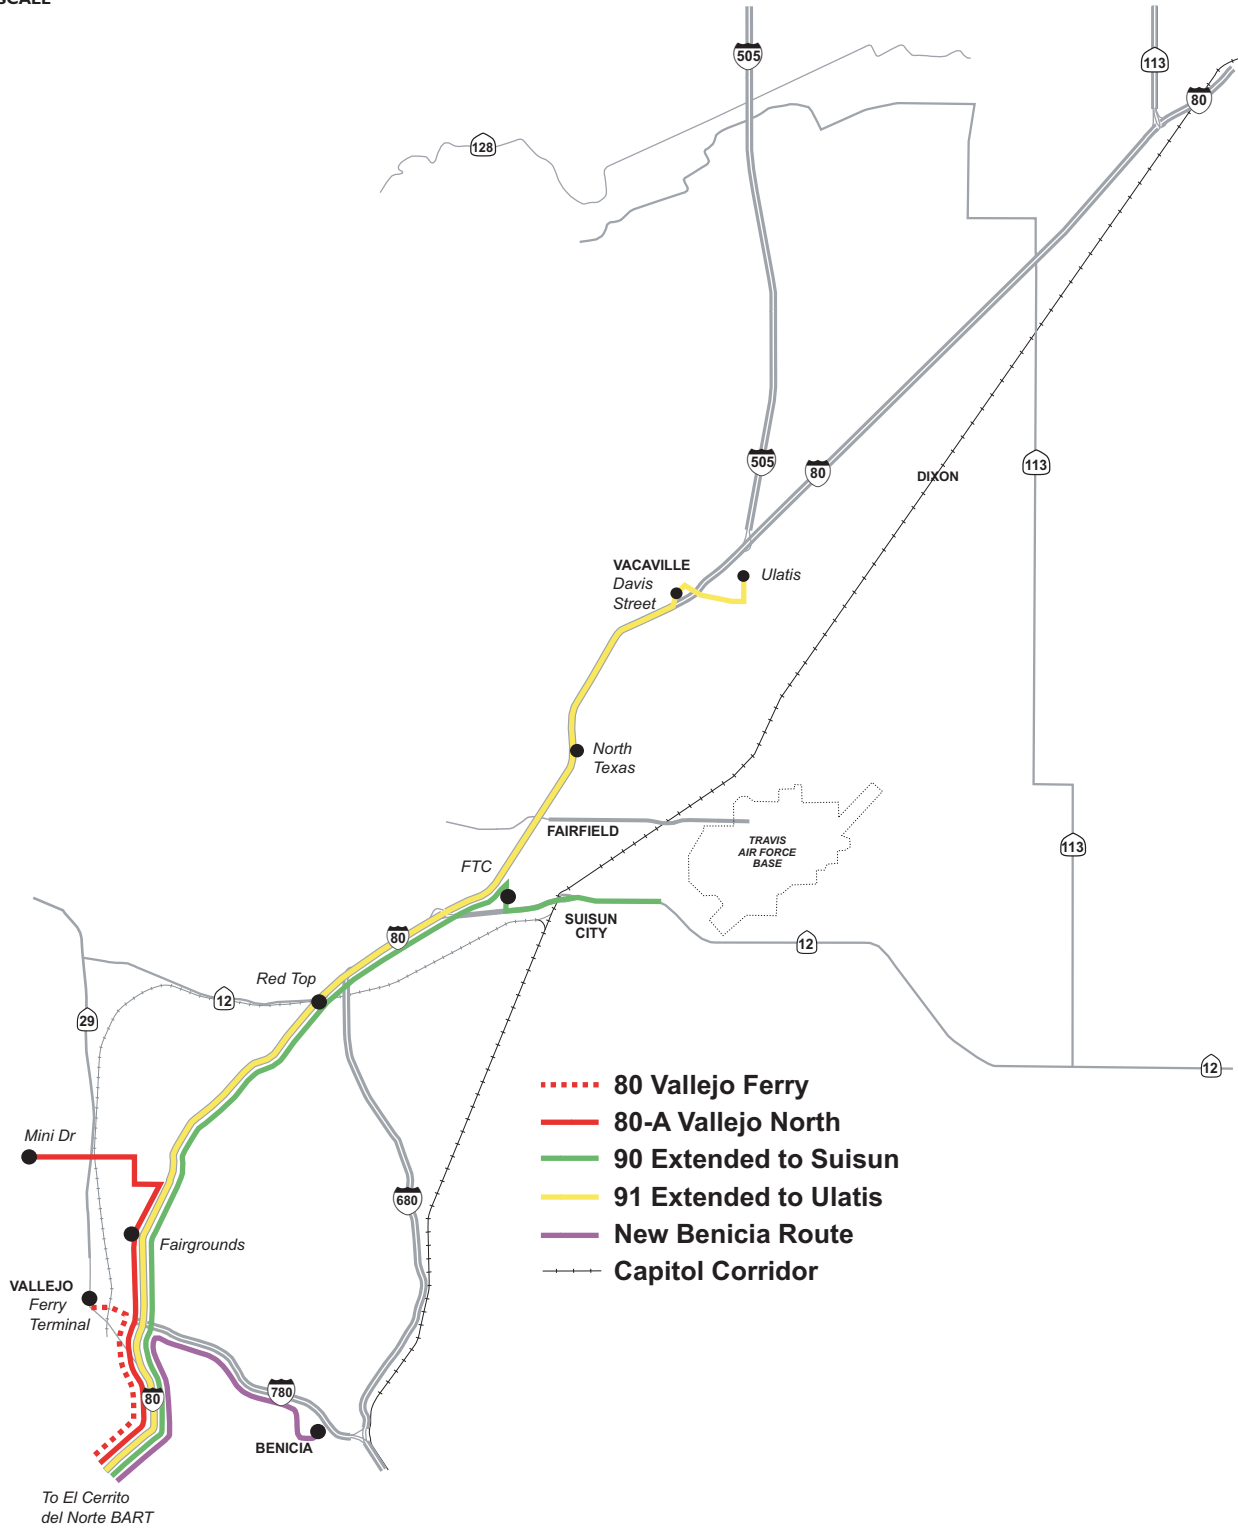 SCALE
505
113
80
128
505
80
DIXON
113
VACAVILLE
Davis
Street
Ulatis
North
Texas
FAIRFIELD
TRAVIS
AIR FORCE
BASE
113
FTC
SUISUN
CITY
80
12
Red Top
12
29
12
80 Vallejo Ferry
80-A Vallejo North
90 Extended to Suisun
91 Extended to Ulatis
New Benicia Route
Capitol Corridor
Mini Dr
680
Fairgrounds
VALLEJO
Ferry
Terminal
80
780
BENICIA
To El Cerrito
del Norte BART